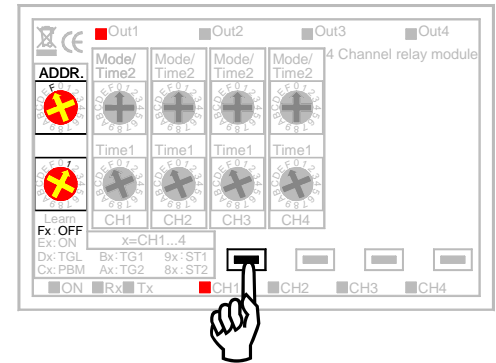 Out1 Out2 Out3 Out4
4 Channel relay module
ADDR. Mode/ Mode/ Mode/ Mode/
Time2 Time2 Time2 Time2
Time1 Time1 Time1 Time1
Learn CH1 CH2 CH3 CH4
Fx: OFF
Ex: ON x=CH1...4
Dx: TGL Bx: TG1 9x: ST1
Cx: PBM Ax: TG2 8x: ST2
ON Rx Tx CH1 CH2 CH3 CH4